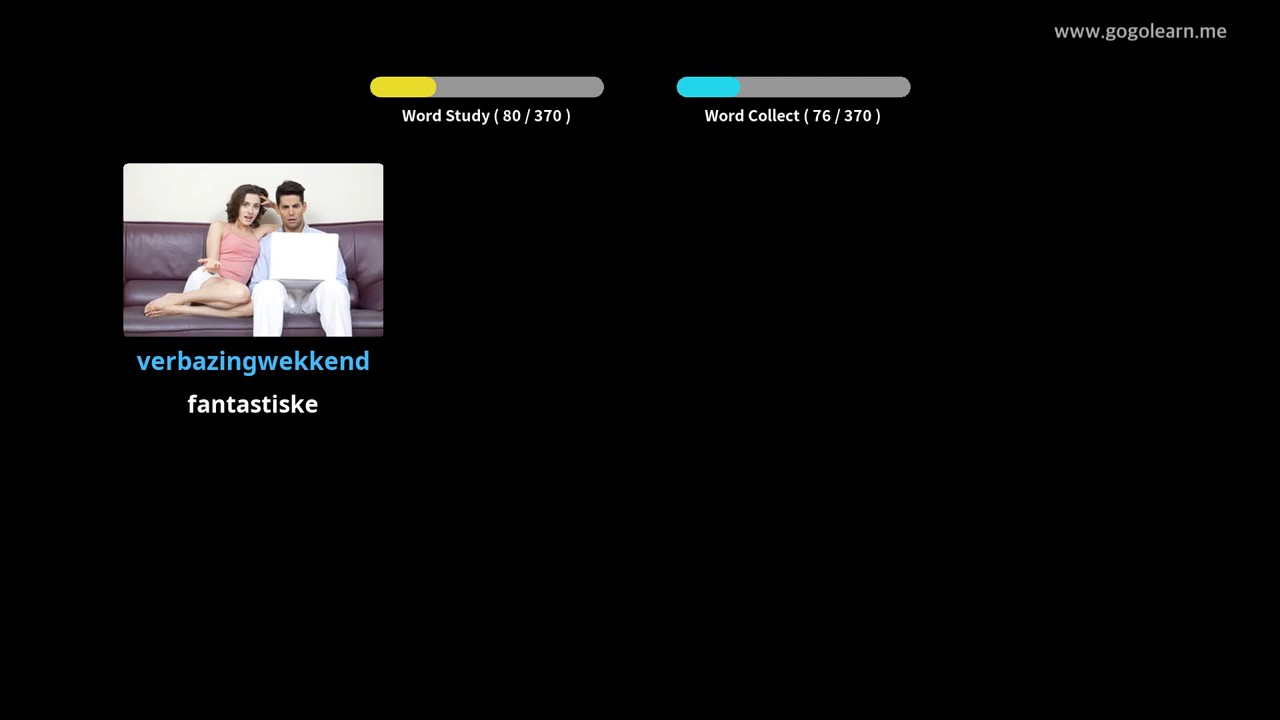 www.gogolearn.me
Word Study ( 80 / 370 )
Word Collect ( 76 / 370 )
verbazingwekkend
fantastiske